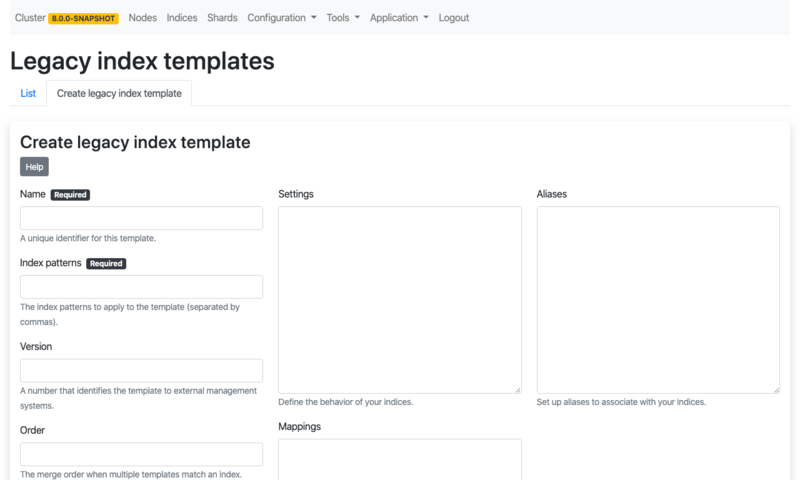 Cluster 8.0.0-SNAPSHOT Nodes Indices Shards Configuration Tools Application Logout
Legacy index templates
List Create legacy index template
Create legacy index template
Help
Name Required
A unique identifier for this template.
Index patterns Required
The index patterns to apply to the template (separated by
commas).
Version
A number that identifies the template to external management
systems.
Order
The merge order when multiple templates match an index.
Settings
Define the behavior of your indices.
Mappings
Aliases
Set up aliases to associate with your indices.